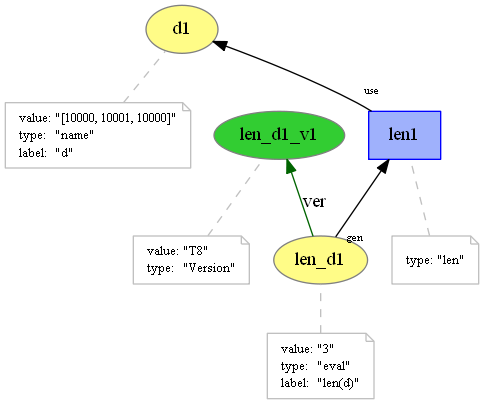 d1
use
value: "[10000, 10001, 10000]"
type: "name"
label: "d"
len_d1_v1
len1
ver
gen
value: "T8"
type: "Version"
len_d1
type: "len"
value: "3"
type: "eval"
label: "len(d)"